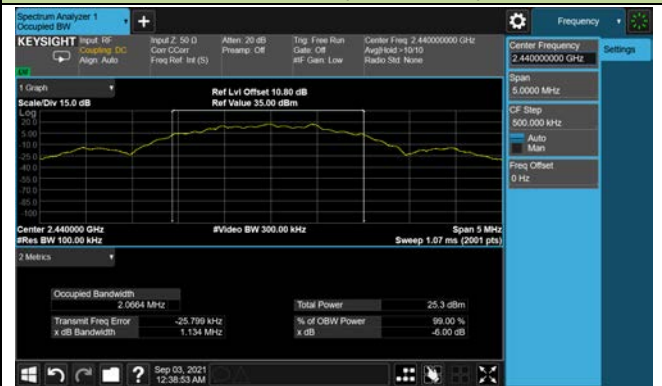 Spectrum Analyzer 1
Occupied BW
+
KEYSIGHT
Input: RF
Coupling: DC
Align: Auto
Input Z: 50 Ω
Corr CCorr
Freq Ref: Int (S)
Atten: 20 dB
Preamp: Off
Trig: Free Run
Gate: Off
#IF Gain: Low
Center Freq: 2.440000000 GHz
Avg|Hold:>10/10
Radio Std: None
1 Graph
Scale/Div 15.0 dB
Ref Lvl Offset 10.80 dB
Ref Value 35.00 dBm
Log
20.0
5.00
-10.0
-25.0
-40.0
-55.0
-70.0
-85.0
-100
Center 2.440000 GHz
#Res BW 100.00 kHz
#Video BW 300.00 kHz
Span 5 MHz
Sweep 1.07 ms (2001 pts)
2 Metrics
Occupied Bandwidth
2.0664 MHz
Total Power 25.3 dBm
Transmit Freq Error -25.799 kHz
% of OBW Power 99.00 %
x dB Bandwidth 1.134 MHz
x dB -6.00 dB
?
Sep 03, 2021
12:38:53 AM
Frequency
Settings
Center Frequency
2.440000000 GHz
Span
5.0000 MHz
CF Step
500.000 kHz
Auto
Man
Freq Offset
0 Hz